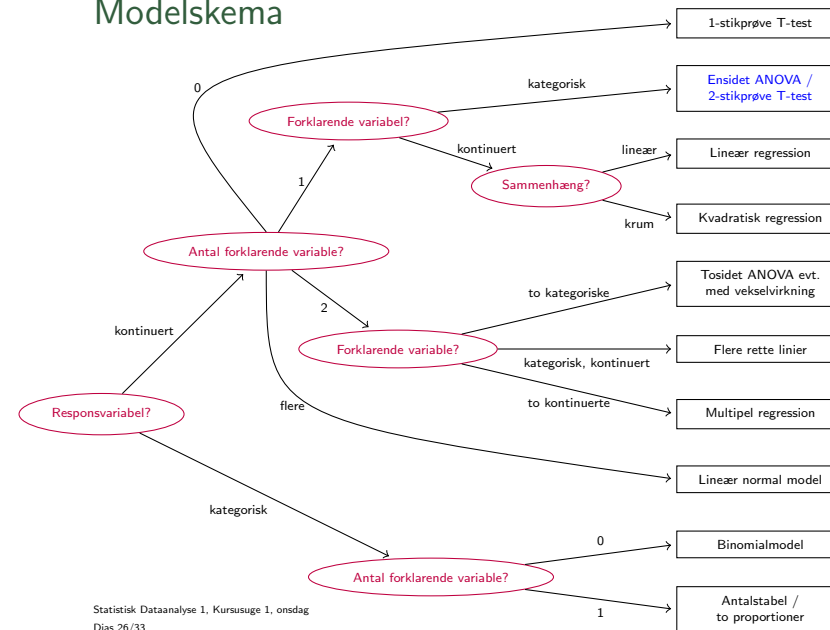 Modelskema
1-stikprøve T-test
0
kategorisk
Ensidet ANOVA /
2-stikprøve T-test
Forklarende variabel?
kontinuert
lineær
Lineær regression
1
Sammenhæng?
krum
Kvadratisk regression
Antal forklarende variable?
Tosidet ANOVA evt.
med vekselvirkning
to kategoriske
2
kontinuert
Forklarende variable?
Flere rette linier
kategorisk, kontinuert
flere
to kontinuerte
Responsvariabel?
Multipel regression
Lineær normal model
kategorisk
0
Binomialmodel
Antal forklarende variable?
1
Antalstabel /
to proportioner
Statistisk Dataanalyse 1, Kursusuge 1, onsdag
Dias 26/33